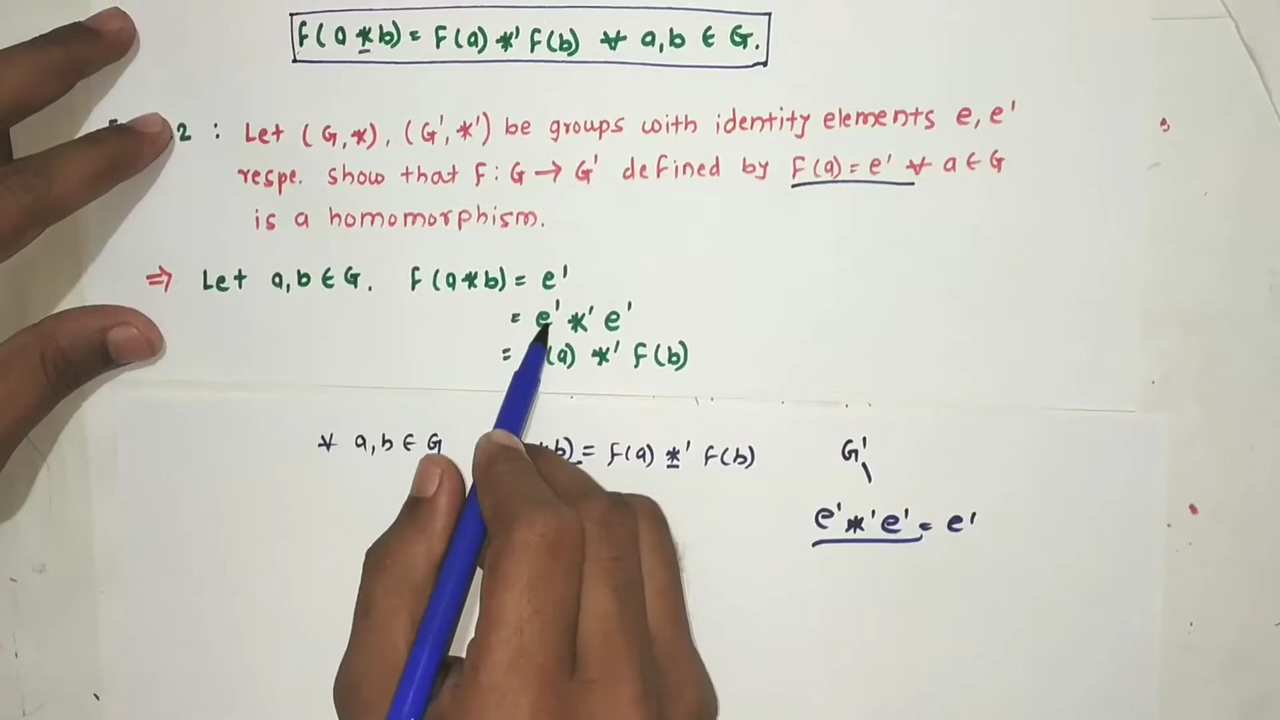 f(a * b) = f(a) *' f(b) ∀ a,b ∈ G.
2 : Let (G,*), (G',*') be groups with identity elements e, e'
respe. show that f : G → G' defined by f(a) = e' ∀ a ∈ G
is a homomorphism.
⇒ Let a,b ∈ G. f(a*b) = e'
= e' *' e'
= (a) *' f(b)
∀ a,b ∈ G *b) = f(a) *' f(b) G'
e' *' e' = e'